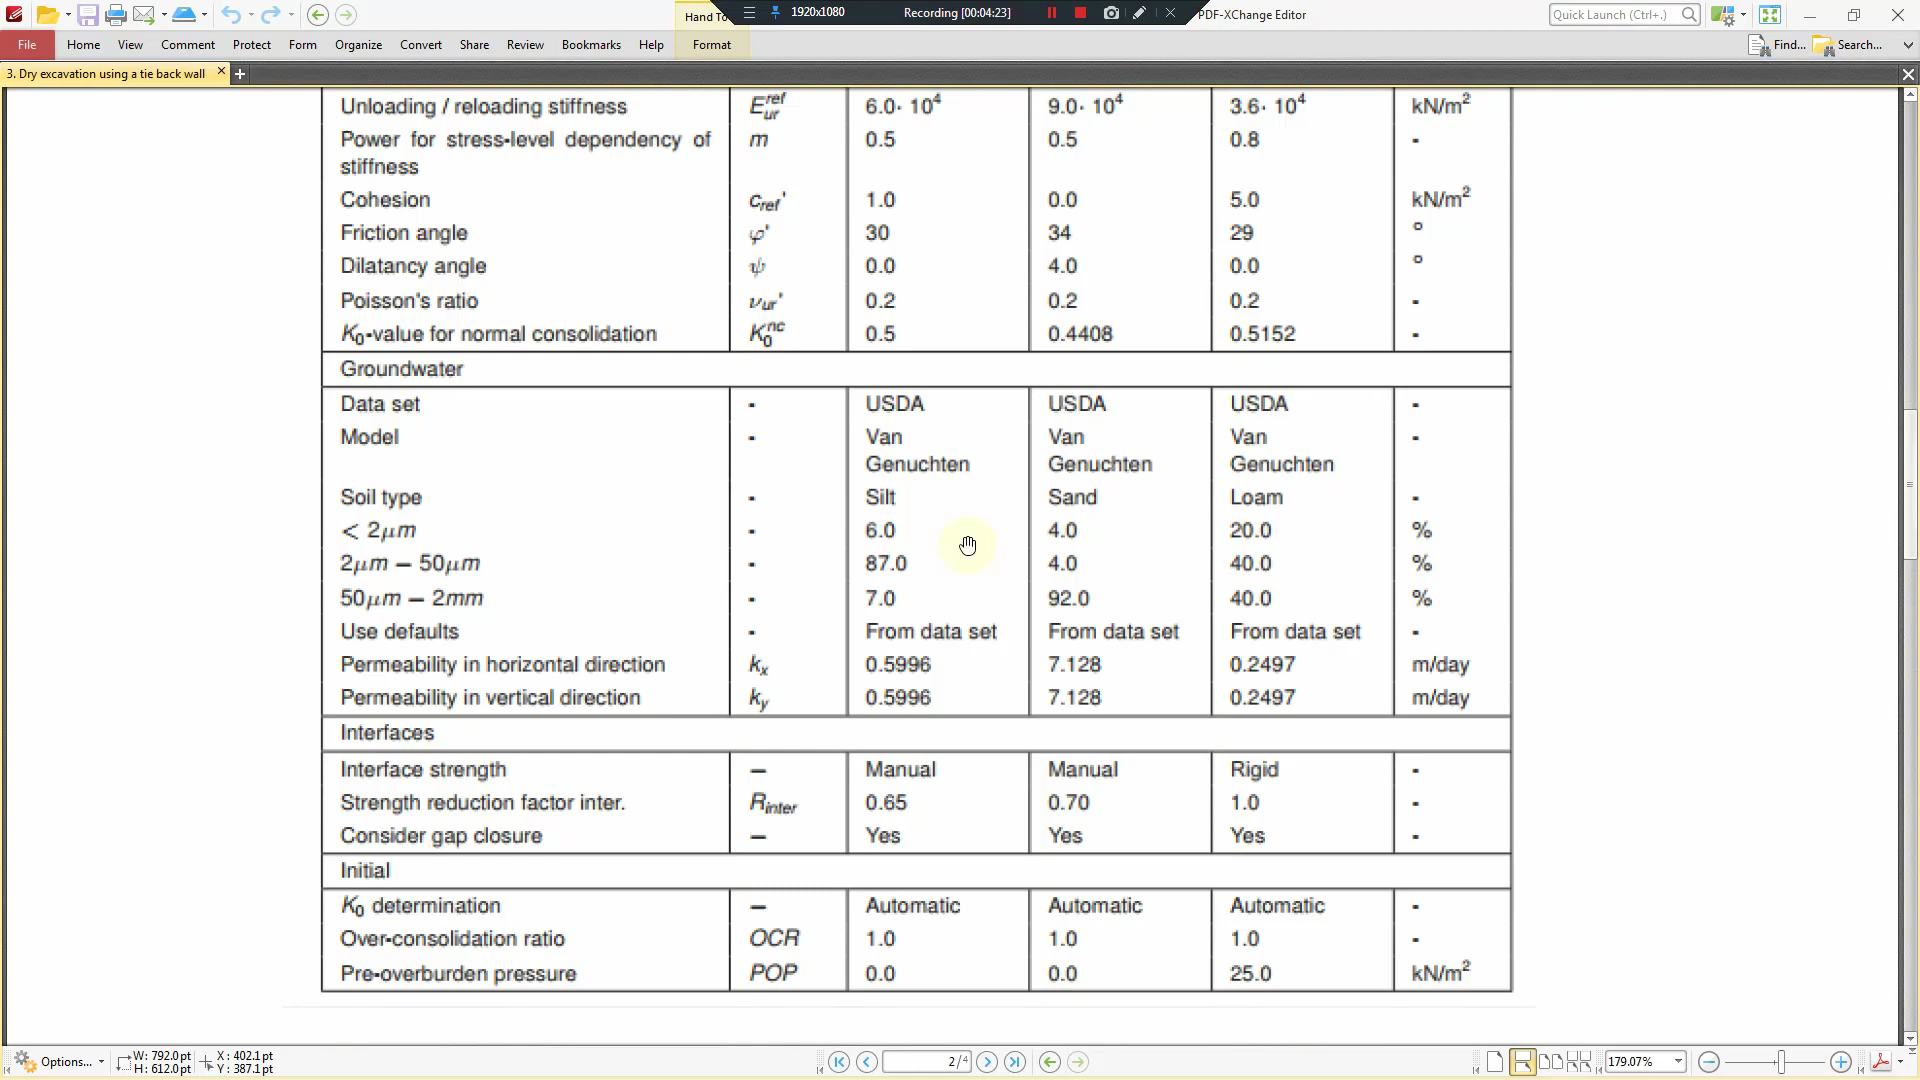 Hand To
1920x1080
Recording [00:04:23]
PDF-XChange Editor
Quick Launch (Ctrl+.)
File Home View Comment Protect Form Organize Convert Share Review Bookmarks Help Format Find... Search...
3. Dry excavation using a tie back wall
Unloading / reloading stiffness E_ur^ref 6.0· 10^4 9.0· 10^4 3.6· 10^4 kN/m²
Power for stress-level dependency of m 0.5 0.5 0.8 -
stiffness
Cohesion c_ref' 1.0 0.0 5.0 kN/m²
Friction angle φ' 30 34 29 °
Dilatancy angle ψ 0.0 4.0 0.0 °
Poisson's ratio ν_ur' 0.2 0.2 0.2 -
K₀-value for normal consolidation K₀^nc 0.5 0.4408 0.5152 -
Groundwater
Data set - USDA USDA USDA -
Model - Van Van Van -
Genuchten Genuchten Genuchten
Soil type - Silt Sand Loam -
< 2μm - 6.0 4.0 20.0 %
2μm − 50μm - 87.0 4.0 40.0 %
50μm − 2mm - 7.0 92.0 40.0 %
Use defaults - From data set From data set From data set -
Permeability in horizontal direction k_x 0.5996 7.128 0.2497 m/day
Permeability in vertical direction k_y 0.5996 7.128 0.2497 m/day
Interfaces
Interface strength − Manual Manual Rigid -
Strength reduction factor inter. R_inter 0.65 0.70 1.0 -
Consider gap closure − Yes Yes Yes -
Initial
K₀ determination − Automatic Automatic Automatic -
Over-consolidation ratio OCR 1.0 1.0 1.0 -
Pre-overburden pressure POP 0.0 0.0 25.0 kN/m²
Options... W: 792.0pt X: 402.1pt 2/4 179.07%
H: 612.0pt Y: 387.1pt